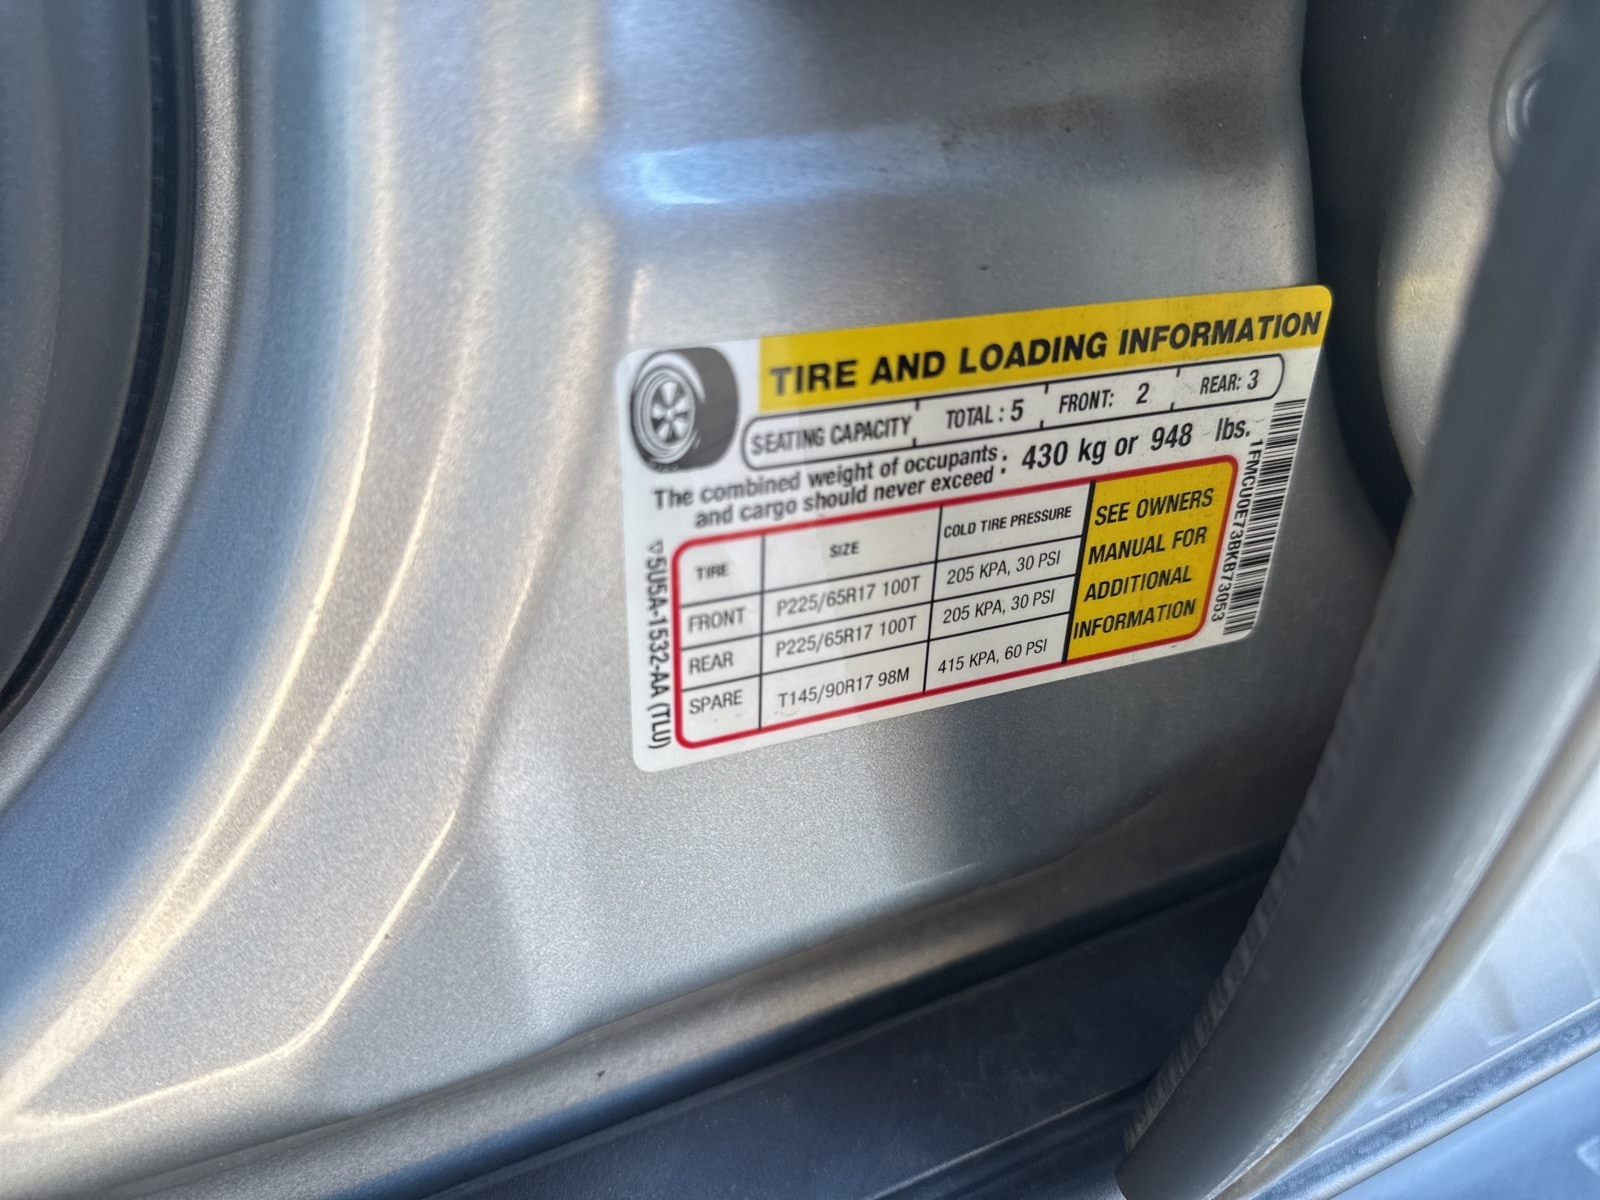 TIRE AND LOADING INFORMATION
SEATING CAPACITY TOTAL : 5 FRONT: 2 REAR: 3
The combined weight of occupants
and cargo should never exceed : 430 kg or 948 lbs.
TIRE SIZE COLD TIRE PRESSURE
FRONT P225/65R17 100T 205 KPA, 30 PSI
REAR P225/65R17 100T 205 KPA, 30 PSI
SPARE T145/90R17 98M 415 KPA, 60 PSI
SEE OWNERS
MANUAL FOR
ADDITIONAL
INFORMATION
5U5A-1532-AA (TLU)
1FMCU0E73BKB73053